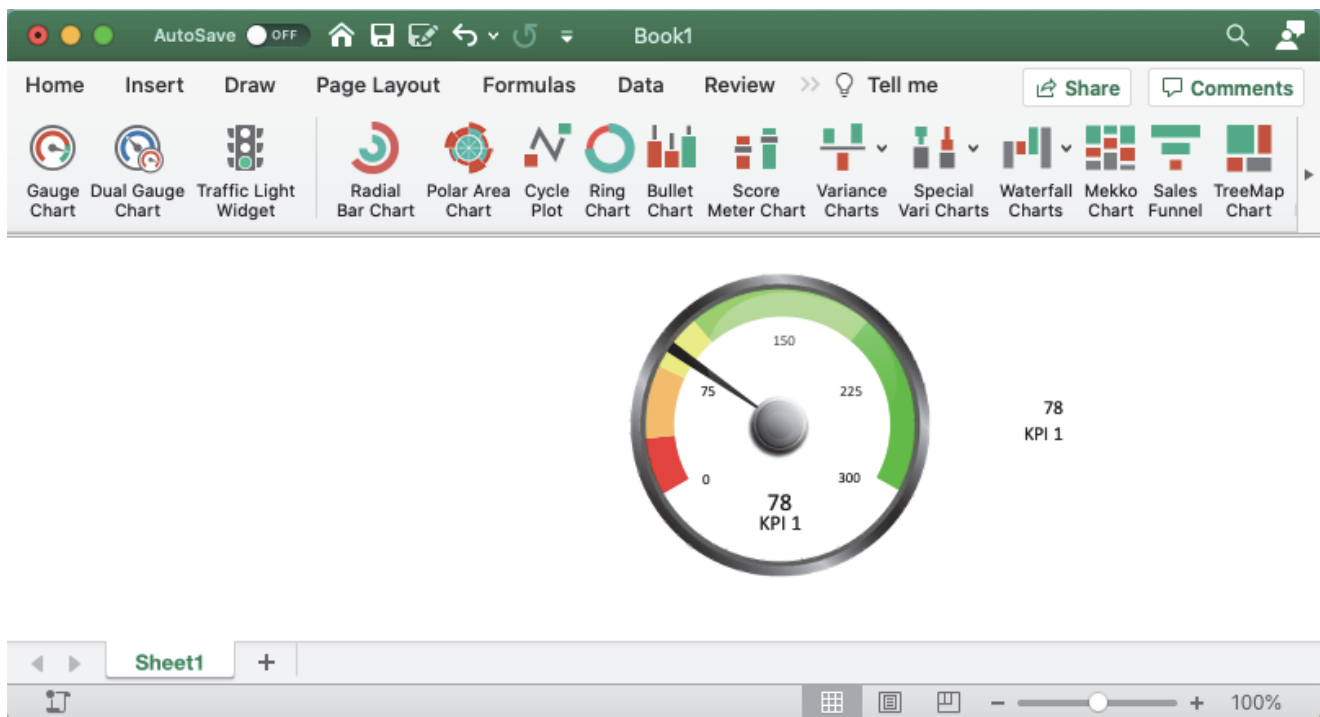 AutoSave OFF Book1
Home Insert Draw Page Layout Formulas Data Review Tell me Share Comments
Gauge Chart
Dual Gauge Chart
Traffic Light Widget
Radial Bar Chart
Polar Area Chart
Cycle Plot
Ring Chart
Bullet Chart
Score Meter Chart
Variance Charts
Special Vari Charts
Waterfall Charts
Mekko Chart
Sales Funnel
TreeMap Chart
150
75 225
0 300
78
KPI 1
78
KPI 1
Sheet1
100%